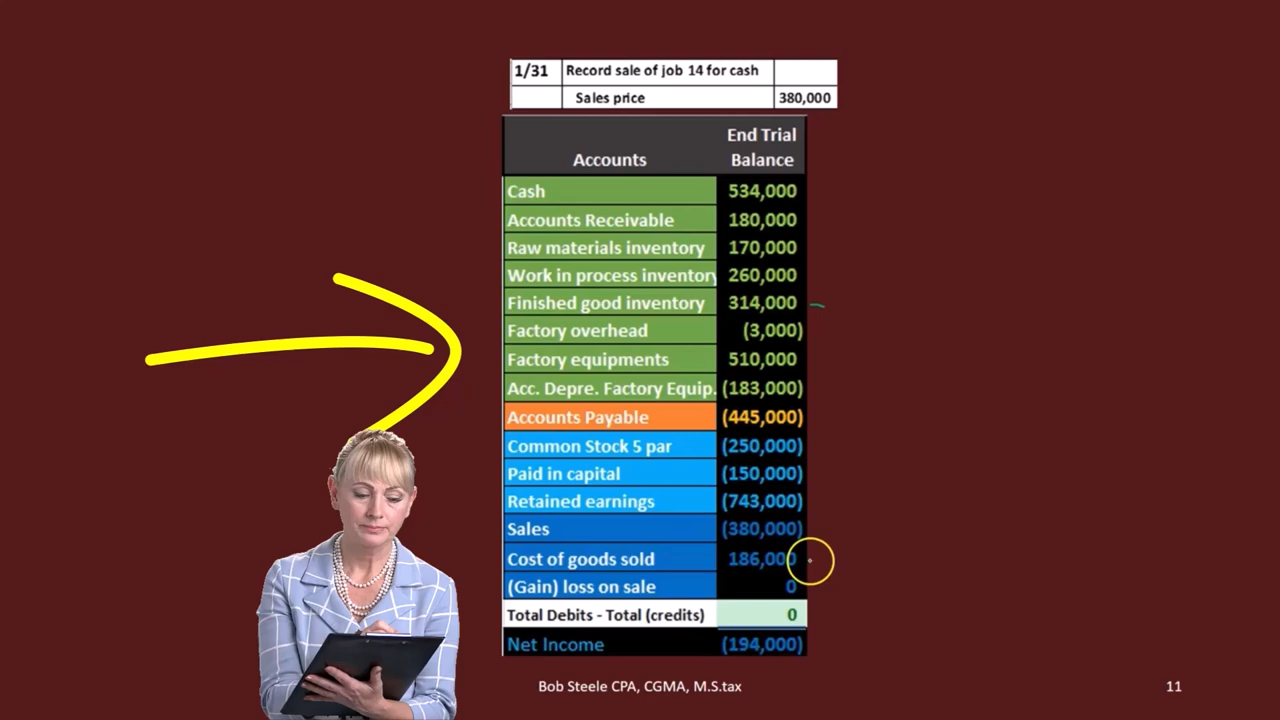 1/31 Record sale of job 14 for cash
Sales price 380,000
Accounts End Trial Balance
Cash 534,000
Accounts Receivable 180,000
Raw materials inventory 170,000
Work in process inventory 260,000
Finished good inventory 314,000
Factory overhead (3,000)
Factory equipments 510,000
Acc. Depre. Factory Equip. (183,000)
Accounts Payable (445,000)
Common Stock 5 par (250,000)
Paid in capital (150,000)
Retained earnings (743,000)
Sales (380,000)
Cost of goods sold 186,000
(Gain) loss on sale 0
Total Debits - Total (credits) 0
Net Income (194,000)
Bob Steele CPA, CGMA, M.S.tax 11